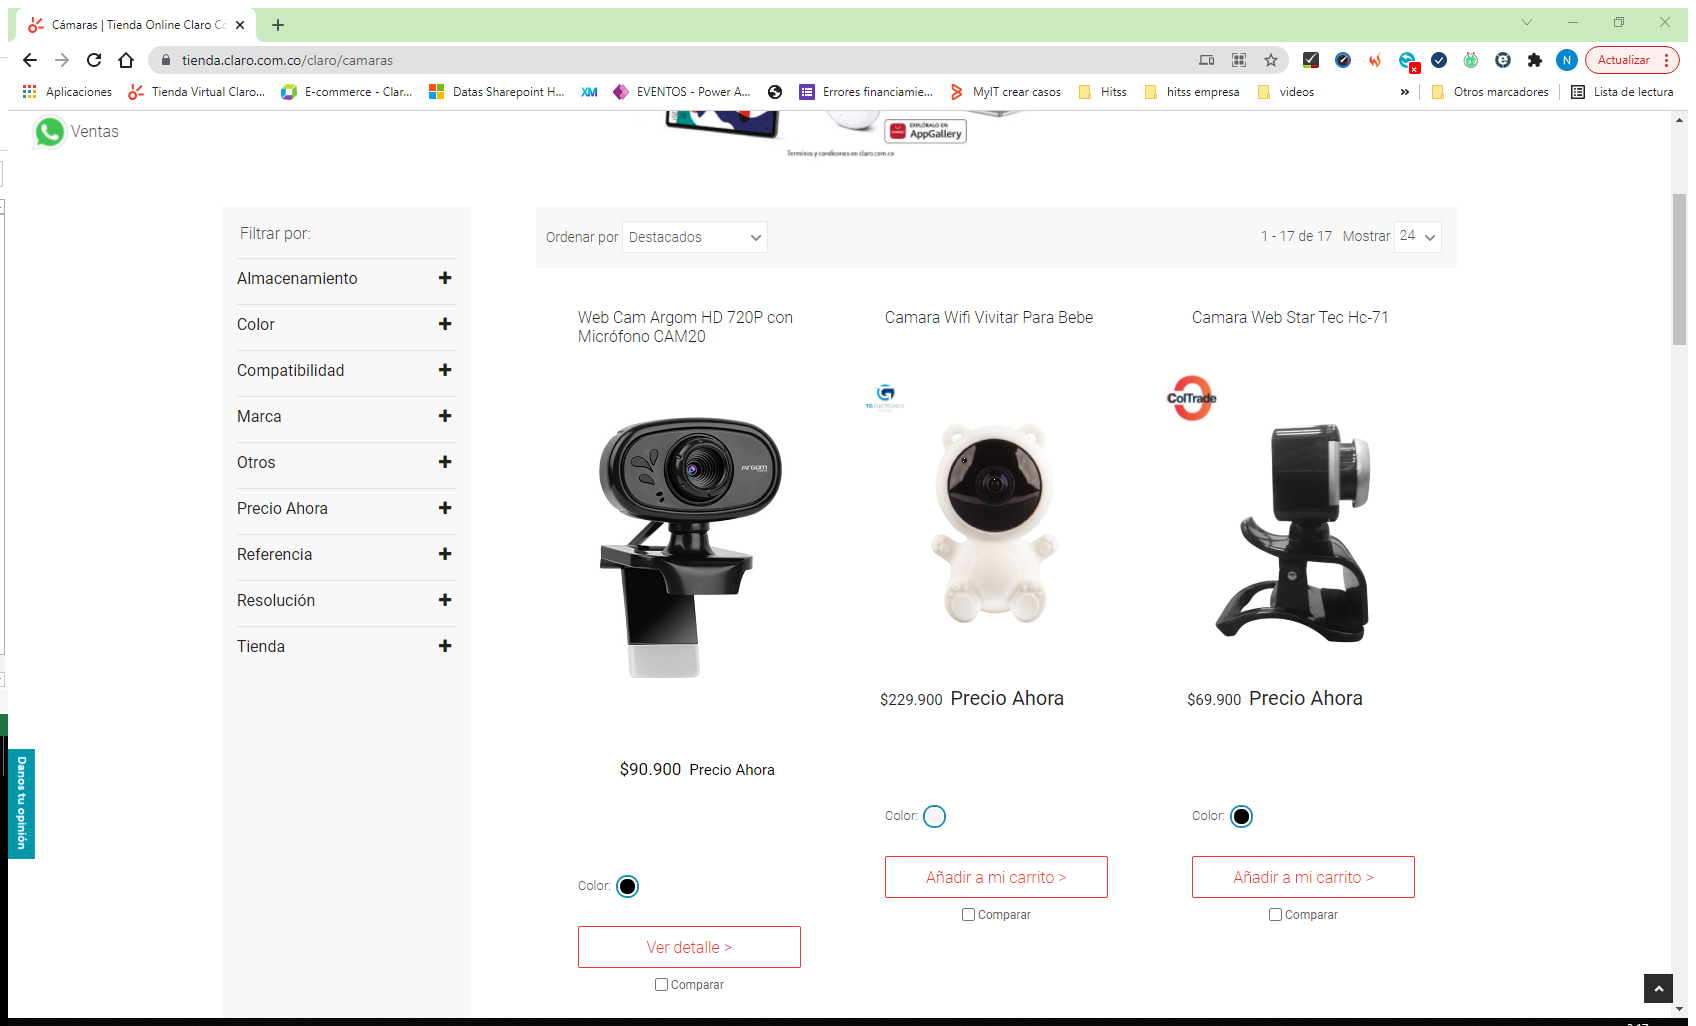 Cámaras | Tienda Online Claro Co
tienda.claro.com.co/claro/camaras
N
Actualizar
Aplicaciones
Tienda Virtual Claro...
E-commerce - Clar...
Datas Sharepoint H...
XM
EVENTOS - Power A...
Errores financiamie...
MyIT crear casos
Hitss
hitss empresa
videos
»
Otros marcadores
Lista de lectura
Ventas
EXPLÓRALO EN
AppGallery
Terminos y condicones en claro.com.co
Filtrar por:
Almacenamiento
Color
Compatibilidad
Marca
Otros
Precio Ahora
Referencia
Resolución
Tienda
Ordenar por Destacados
1 - 17 de 17 Mostrar 24
Web Cam Argom HD 720P con
Micrófono CAM20
ARGOM
$90.900 Precio Ahora
Color:
Ver detalle >
Comparar
Camara Wifi Vivitar Para Bebe
$229.900 Precio Ahora
Color:
Añadir a mi carrito >
Comparar
Camara Web Star Tec Hc-71
ColTrade
$69.900 Precio Ahora
Color:
Añadir a mi carrito >
Comparar
Danos tu opinión